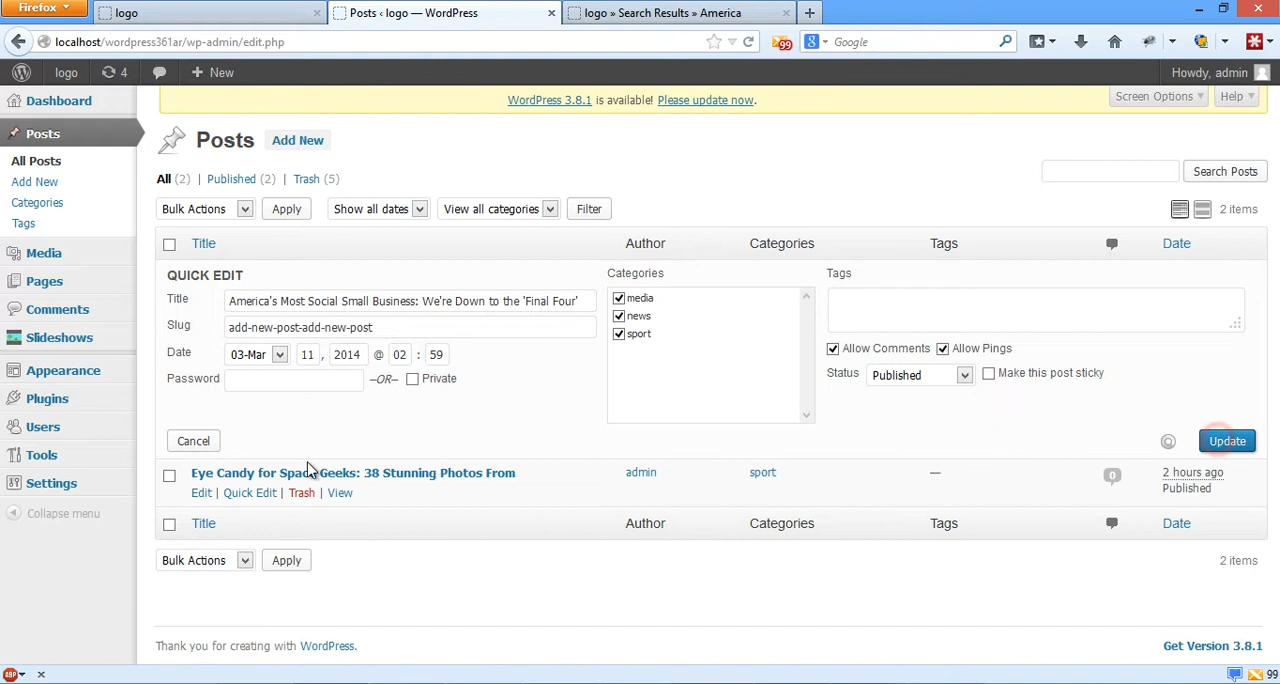 Firefox
logo
Posts ‹ logo — WordPress
logo » Search Results » America
localhost/wordpress361ar/wp-admin/edit.php
99
Google
logo
4
New
Howdy, admin
WordPress 3.8.1 is available! Please update now.
Screen Options
Help
Dashboard
Posts
All Posts
Add New
Categories
Tags
Media
Pages
Comments
Slideshows
Appearance
Plugins
Users
Tools
Settings
Collapse menu
Posts
Add New
All (2) | Published (2) | Trash (5)
Search Posts
Bulk Actions
Apply
Show all dates
View all categories
Filter
2 items
Title
Author
Categories
Tags
Date
QUICK EDIT
Title
America's Most Social Small Business: We're Down to the 'Final Four'
Slug
add-new-post-add-new-post
Date
03-Mar
11 , 2014 @ 02 : 59
Password
–OR–
Private
Categories
media
news
sport
Tags
Allow Comments
Allow Pings
Status
Published
Make this post sticky
Cancel
Update
Eye Candy for Space Geeks: 38 Stunning Photos From
Edit | Quick Edit | Trash | View
admin
sport
—
0
2 hours ago
Published
Title
Author
Categories
Tags
Date
Bulk Actions
Apply
2 items
Thank you for creating with WordPress.
Get Version 3.8.1
ABP
99